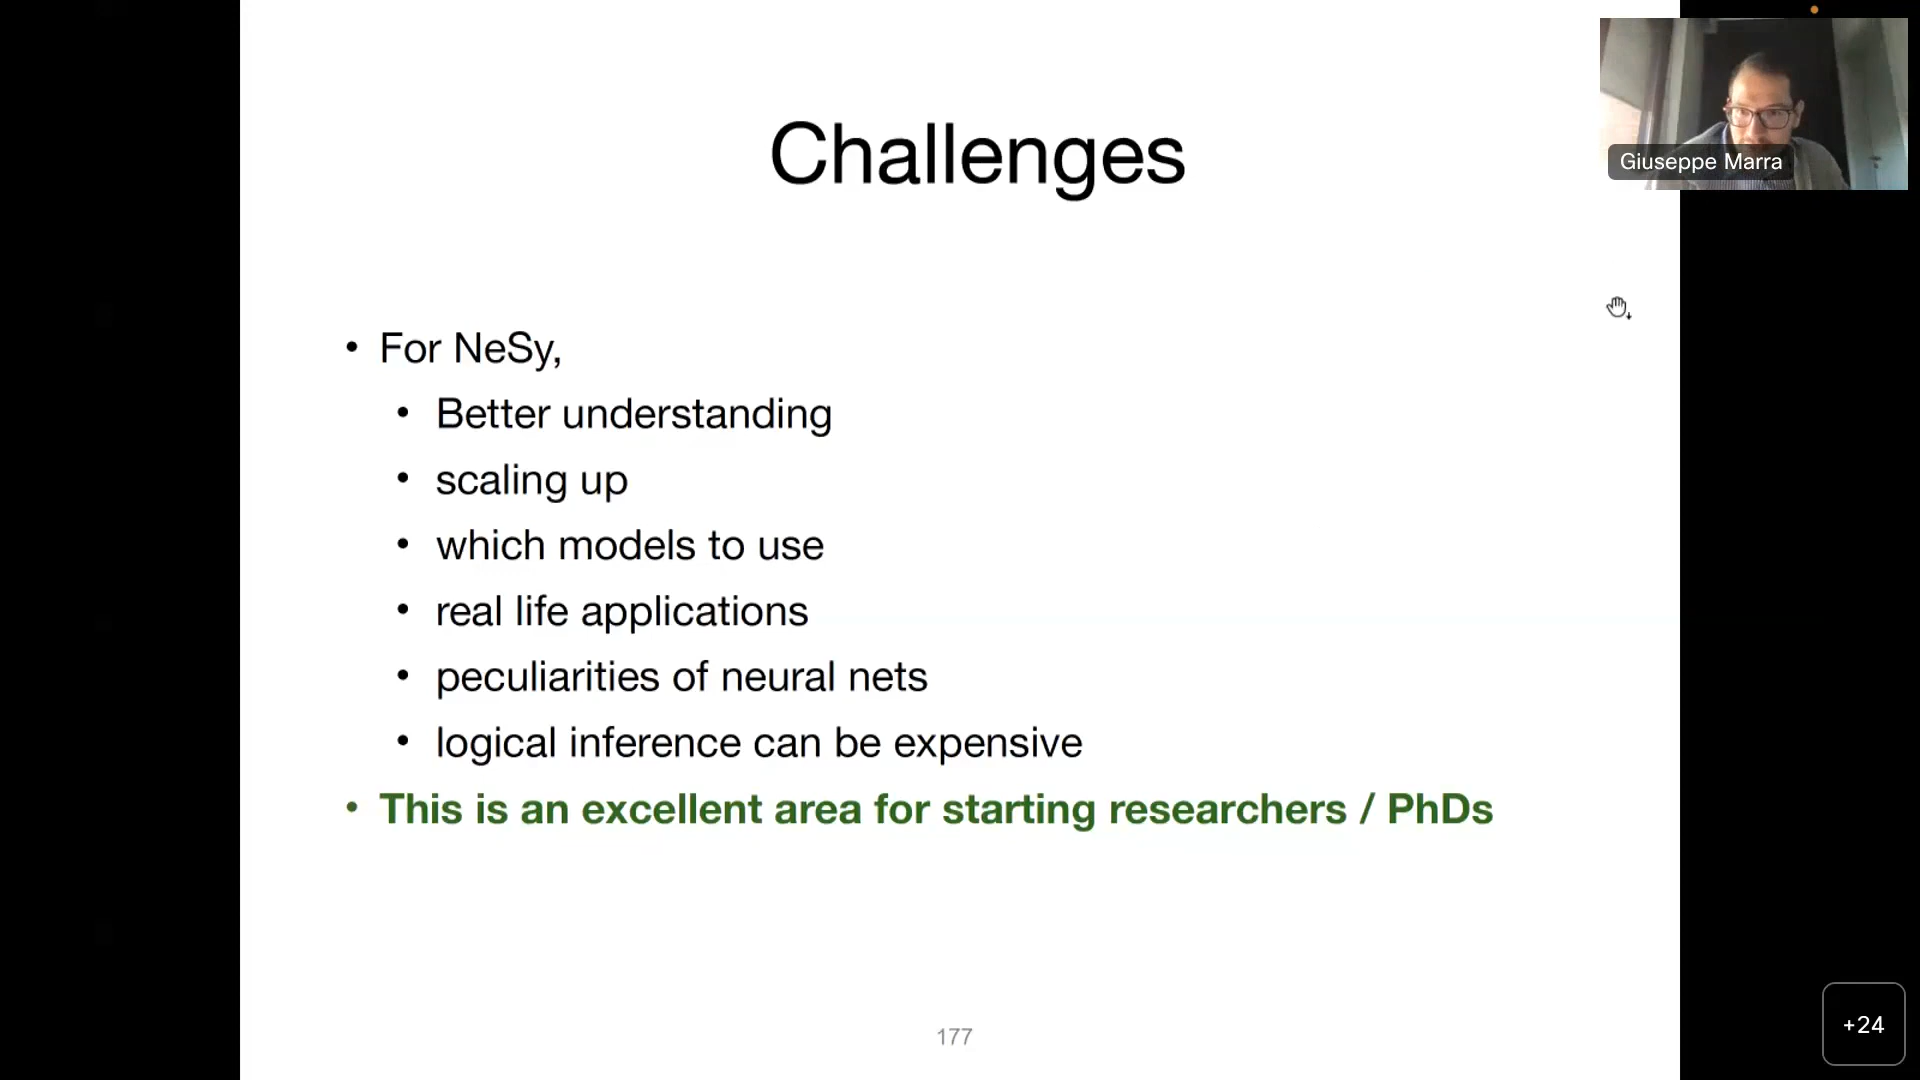 Challenges
Giuseppe Marra
• For NeSy,
• Better understanding
• scaling up
• which models to use
• real life applications
• peculiarities of neural nets
• logical inference can be expensive
• This is an excellent area for starting researchers / PhDs
177
+24